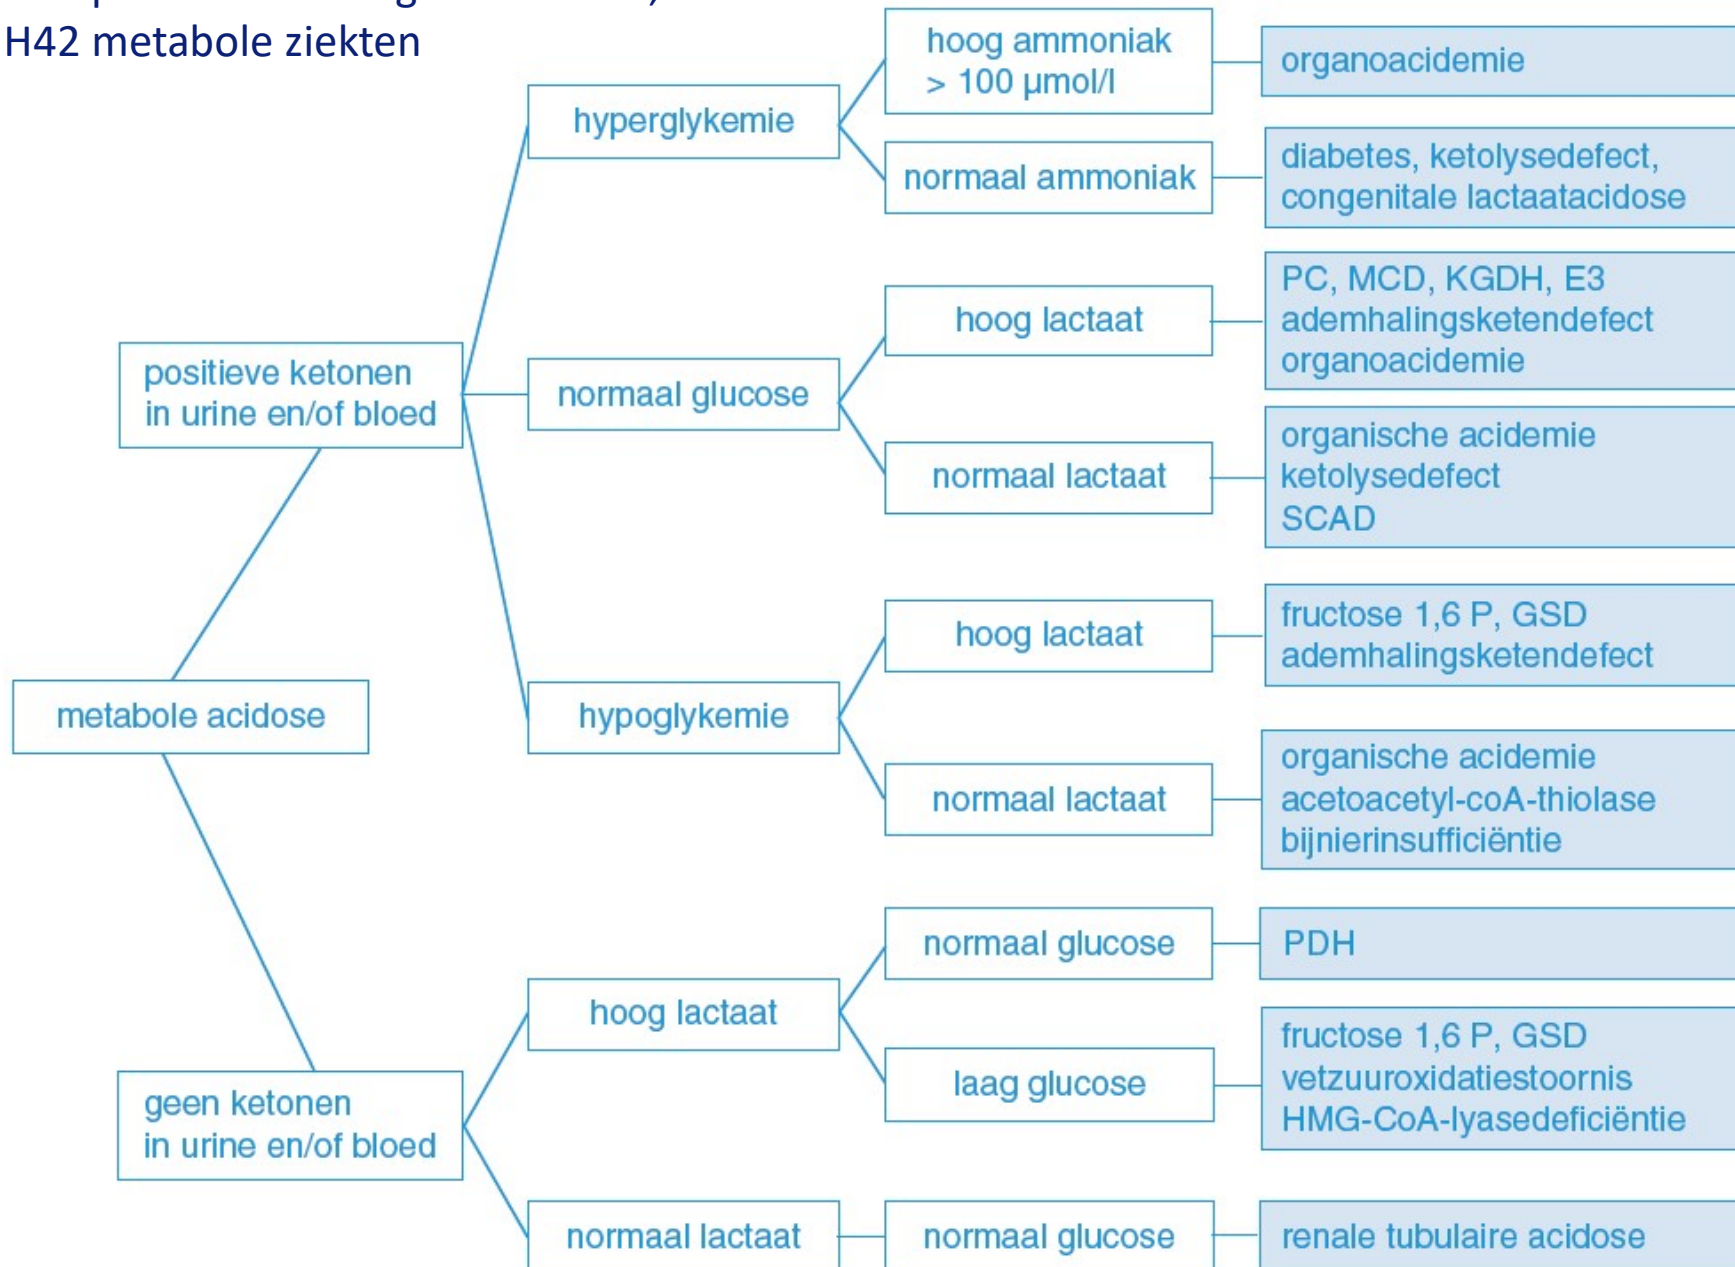 H42 metabole ziekten
hoog ammoniak
> 100 µmol/l
organoacidemie
hyperglykemie
normaal ammoniak
diabetes, ketolysedefect,
congenitale lactaatacidose
positieve ketonen
in urine en/of bloed
normaal glucose
hoog lactaat
PC, MCD, KGDH, E3
ademhalingsketendefect
organoacidemie
normaal lactaat
organische acidemie
ketolysedefect
SCAD
hypoglykemie
hoog lactaat
fructose 1,6 P, GSD
ademhalingsketendefect
normaal lactaat
organische acidemie
acetoacetyl-coA-thiolase
bijnierinsufficiëntie
metabole acidose
geen ketonen
in urine en/of bloed
hoog lactaat
normaal glucose
PDH
laag glucose
fructose 1,6 P, GSD
vetzuuroxidatiestoornis
HMG-CoA-lyasedeficiëntie
normaal lactaat
normaal glucose
renale tubulaire acidose